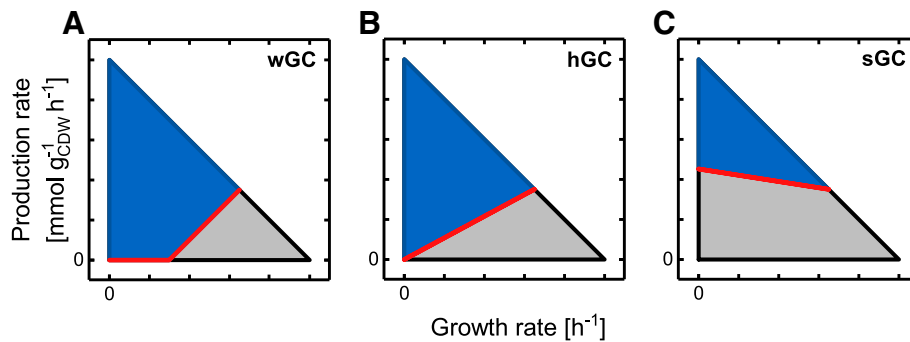 A
B
C
wGC
hGC
sGC
Production rate
[mmol g⁻¹CDW h⁻¹]
0
0
0
0
0
0
Growth rate [h⁻¹]